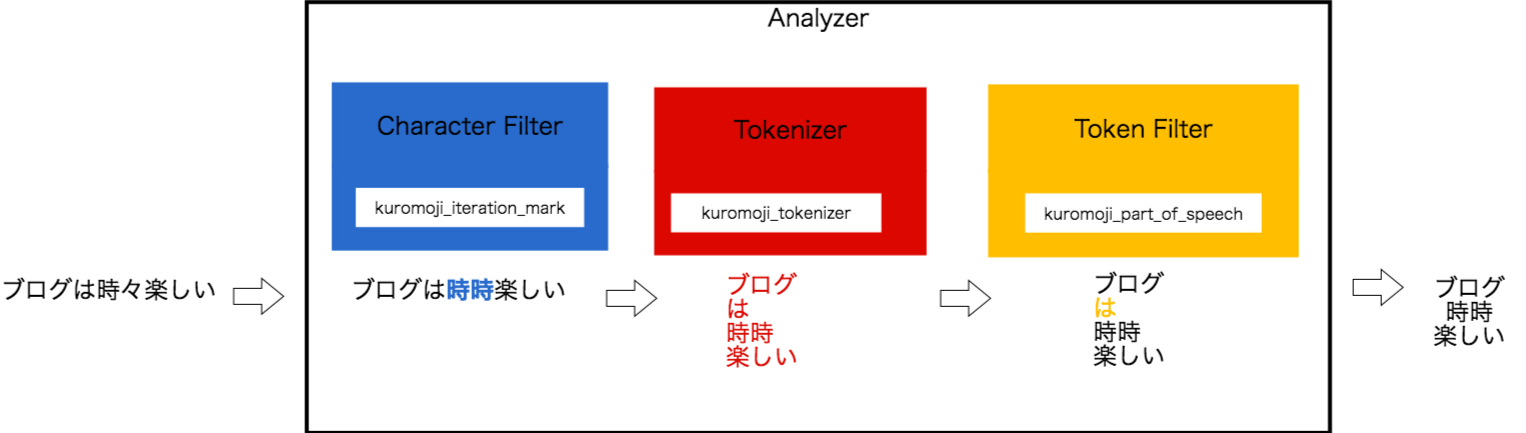 Analyzer
Character Filter
kuromoji_iteration_mark
Tokenizer
kuromoji_tokenizer
Token Filter
kuromoji_part_of_speech
ブログは時々楽しい
ブログは時時楽しい
ブログ
は
時時
楽しい
ブログ
は
時時
楽しい
ブログ
時時
楽しい